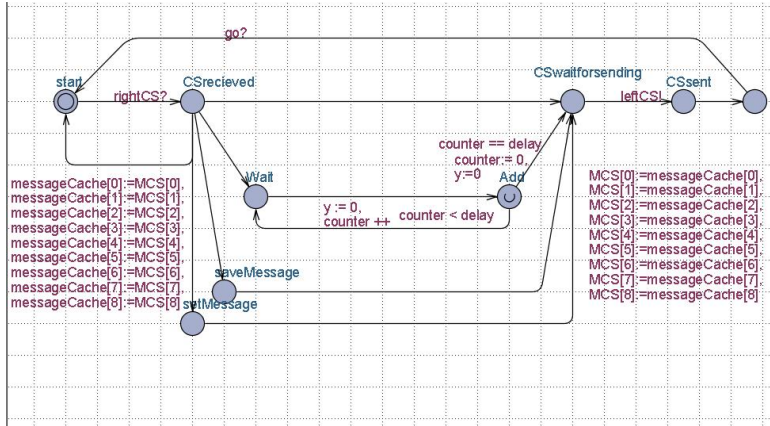 go?
start
CSrecieved
rightCS?
CSwaitforsending
CSsent
leftCS!
counter == delay
counter:= 0,
y:=0
Wait
Add
y := 0,
counter ++
counter < delay
messageCache[0]:=MCS[0],
messageCache[1]:=MCS[1],
messageCache[2]:=MCS[2],
messageCache[3]:=MCS[3],
messageCache[4]:=MCS[4],
messageCache[5]:=MCS[5],
messageCache[6]:=MCS[6],
messageCache[7]:=MCS[7],
messageCache[8]:=MCS[8]
MCS[0]:=messageCache[0],
MCS[1]:=messageCache[1],
MCS[2]:=messageCache[2],
MCS[3]:=messageCache[3],
MCS[4]:=messageCache[4],
MCS[5]:=messageCache[5],
MCS[6]:=messageCache[6],
MCS[7]:=messageCache[7],
MCS[8]:=messageCache[8]
saveMessage
setMessage